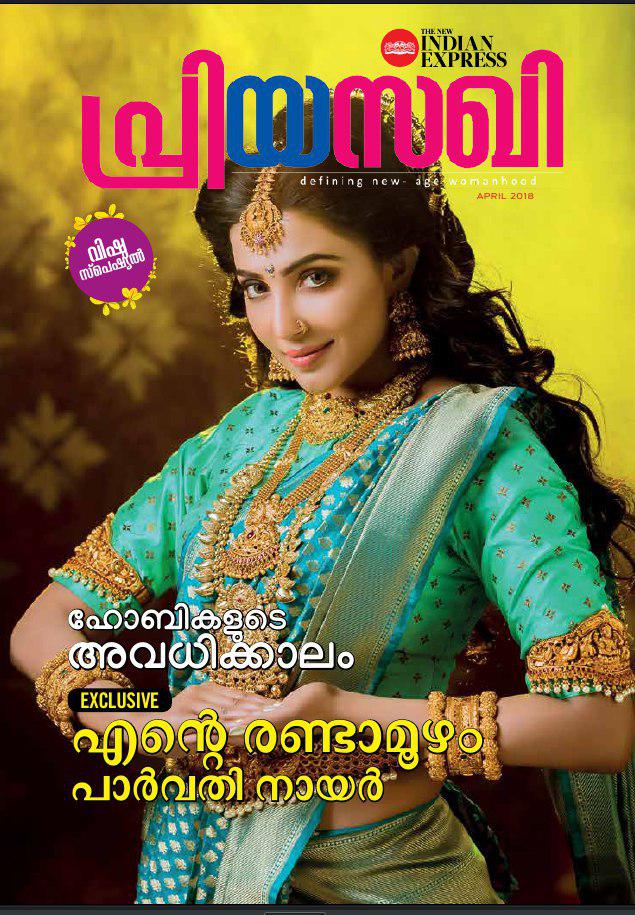 THE NEW
INDIAN
EXPRESS
പ്രിയസഖി
defining new- age womanhood
APRIL 2018
വിഷു
സ്പെഷ്യൽ
ഹോബികളുടെ
അവധിക്കാലം
EXCLUSIVE
എന്റെ രണ്ടാമൂഴം
പാർവതി നായർ